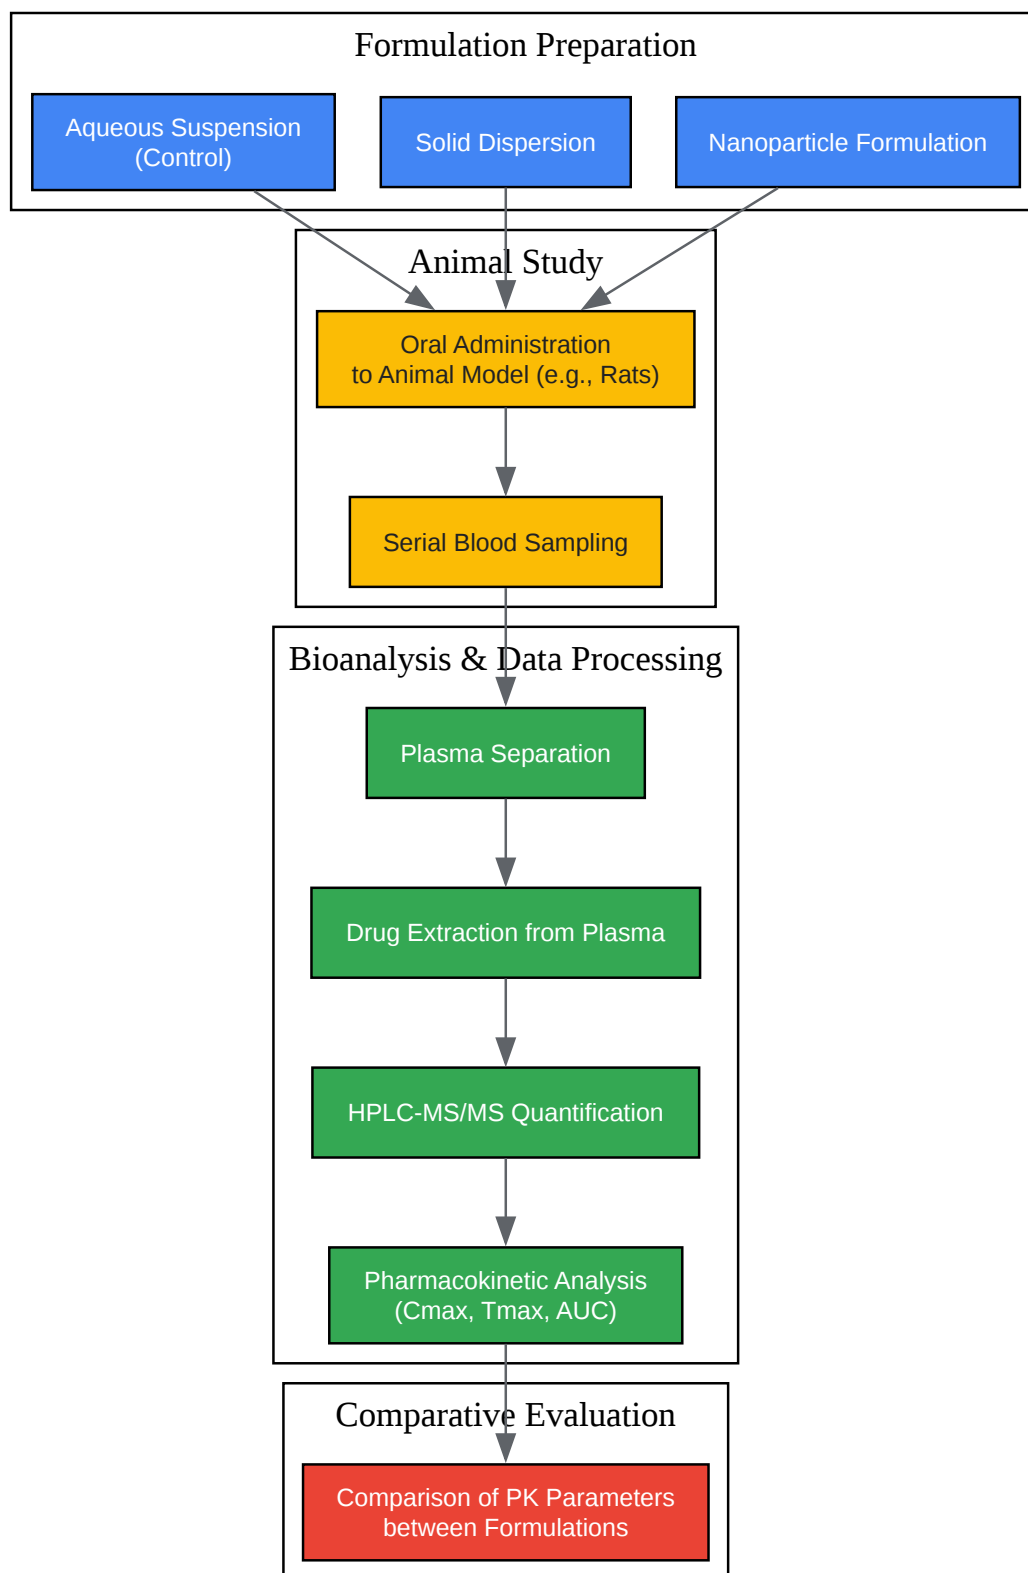 Formulation Preparation
Aqueous Suspension
(Control)
Solid Dispersion
Nanoparticle Formulation
Animal Study
Oral Administration
to Animal Model (e.g., Rats)
Serial Blood Sampling
Bioanalysis & Data Processing
Plasma Separation
Drug Extraction from Plasma
HPLC-MS/MS Quantification
Pharmacokinetic Analysis
(Cmax, Tmax, AUC)
Comparative Evaluation
Comparison of PK Parameters
between Formulations